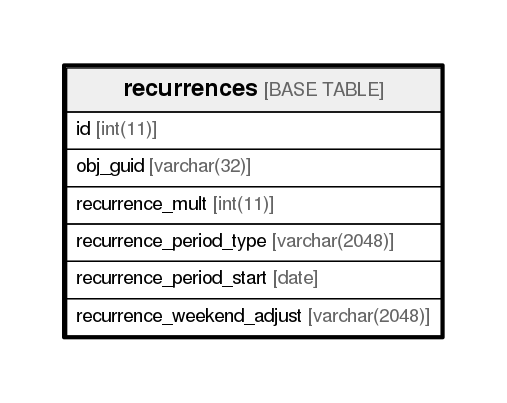 recurrences [BASE TABLE]
id [int(11)]
obj_guid [varchar(32)]
recurrence_mult [int(11)]
recurrence_period_type [varchar(2048)]
recurrence_period_start [date]
recurrence_weekend_adjust [varchar(2048)]